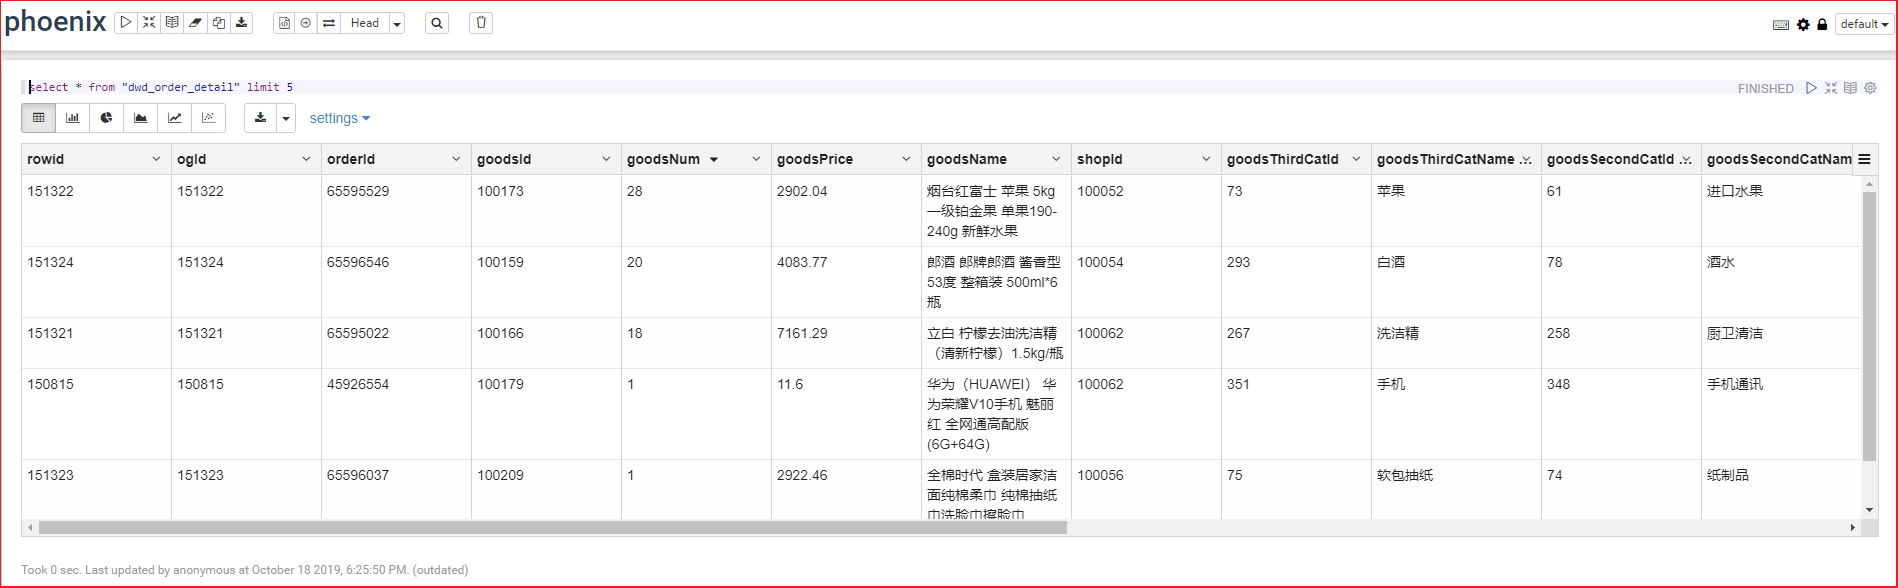 phoenix Head default
select * from "dwd_order_detail" limit 5 FINISHED
settings
rowid ogId orderId goodsId goodsNum goodsPrice goodsName shopId goodsThirdCatId goodsThirdCatName goodsSecondCatId goodsSecondCatNam
151322 151322 65595529 100173 28 2902.04 烟台红富士 苹果 5kg 100052 73 苹果 61 进口水果
一级铂金果 单果190-
240g 新鲜水果
151324 151324 65596546 100159 20 4083.77 郎酒 郎牌郎酒 酱香型 100054 293 白酒 78 酒水
53度 整箱装 500ml*6
瓶
151321 151321 65595022 100166 18 7161.29 立白 柠檬去油洗洁精 100062 267 洗洁精 258 厨卫清洁
（清新柠檬）1.5kg/瓶
150815 150815 45926554 100179 1 11.6 华为（HUAWEI） 华 100062 351 手机 348 手机通讯
为荣耀V10手机 魅丽
红 全网通高配版
(6G+64G)
151323 151323 65596037 100209 1 2922.46 全棉时代 盒装居家洁 100056 75 软包抽纸 74 纸制品
面纯棉柔巾 纯棉抽纸
巾洗脸巾擦脸巾
Took 0 sec. Last updated by anonymous at October 18 2019, 6:25:50 PM. (outdated)